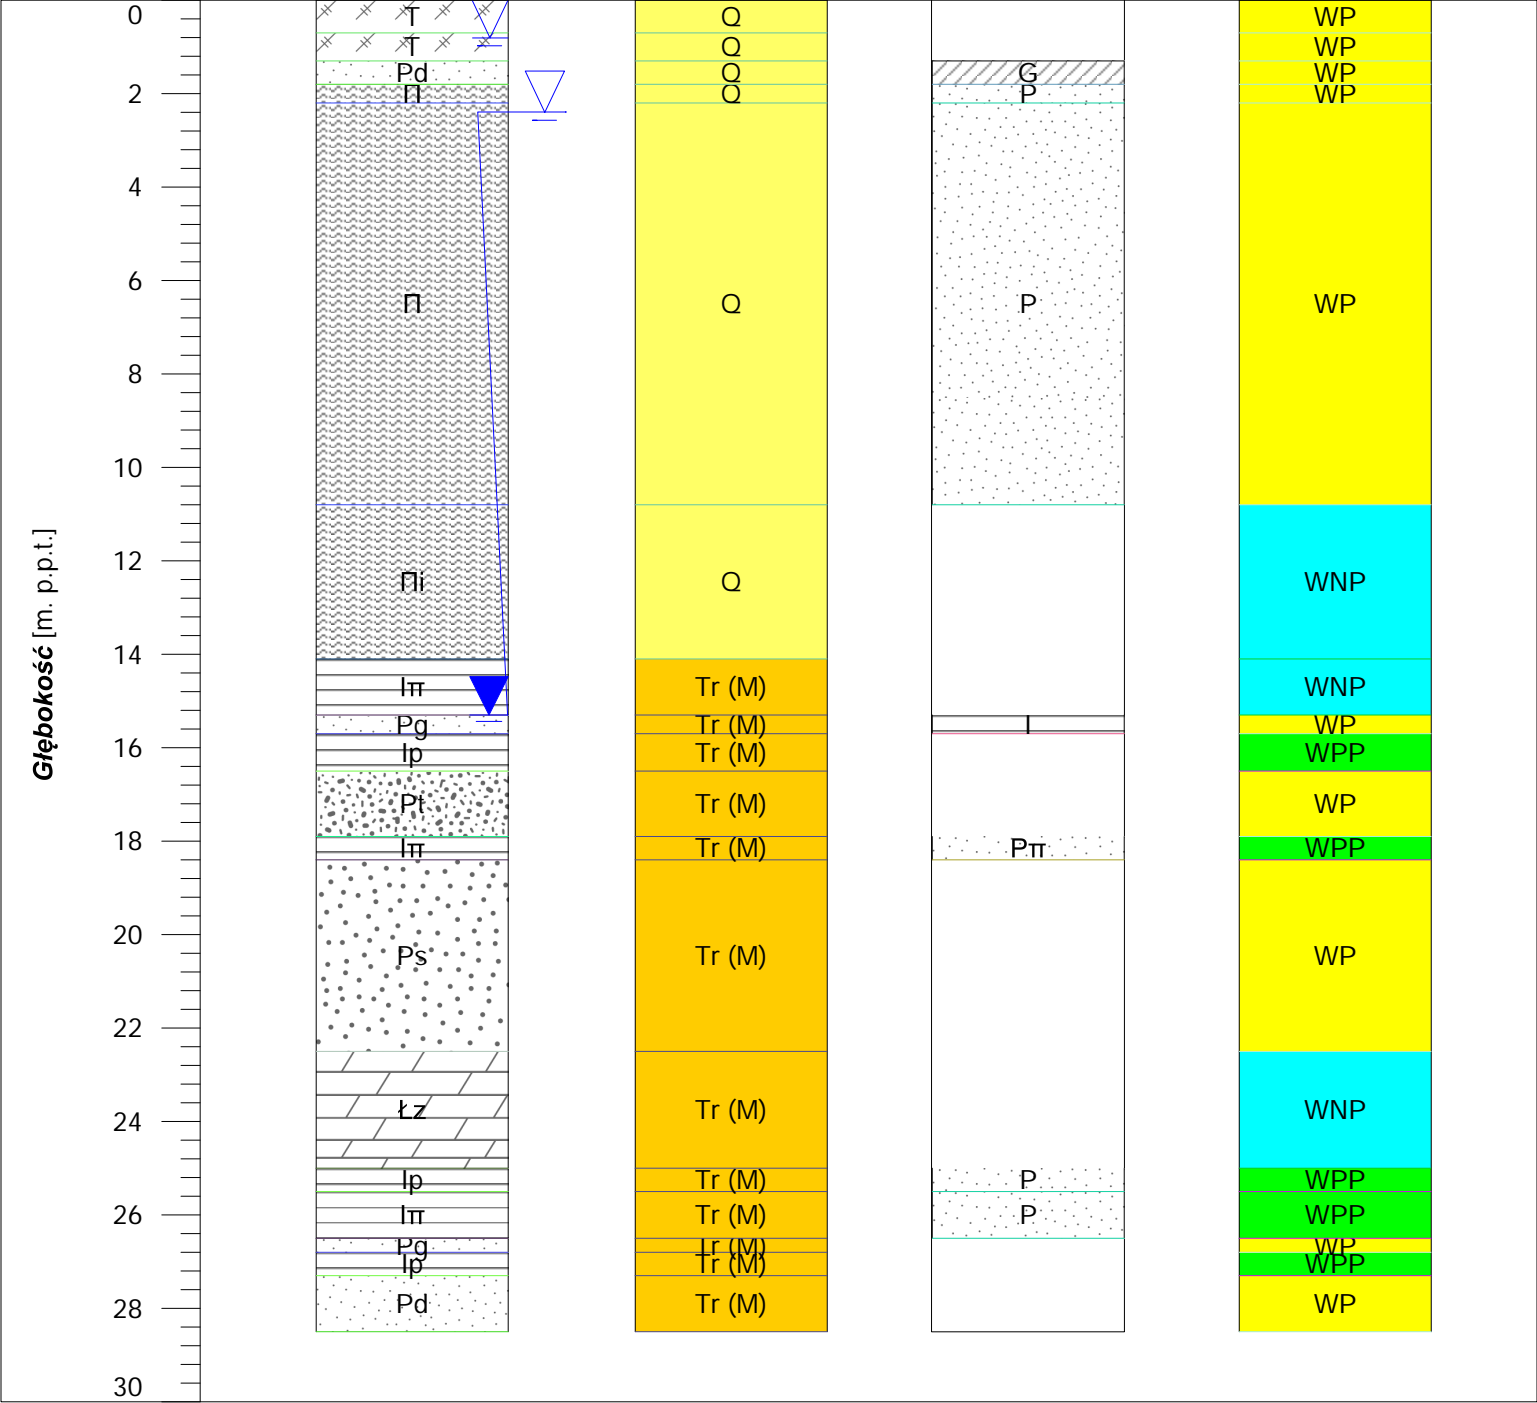 0
T Q WP
T Q WP
Pd Q G WP
2
Π Q P WP
4
6
Π Q P WP
8
10
12
Głębokość [m. p.p.t.]
Πi Q WNP
14
Iπ Tr (M) WNP
Pg Tr (M) I WP
16
Ip Tr (M) WPP
Pt Tr (M) WP
18
Iπ Tr (M) Pπ WPP
20
Ps Tr (M) WP
22
24
Łz Tr (M) WNP
Ip Tr (M) P WPP
26
Iπ Tr (M) P WPP
Pg Tr (M) WP
Ip Tr (M) WPP
28
Pd Tr (M) WP
30